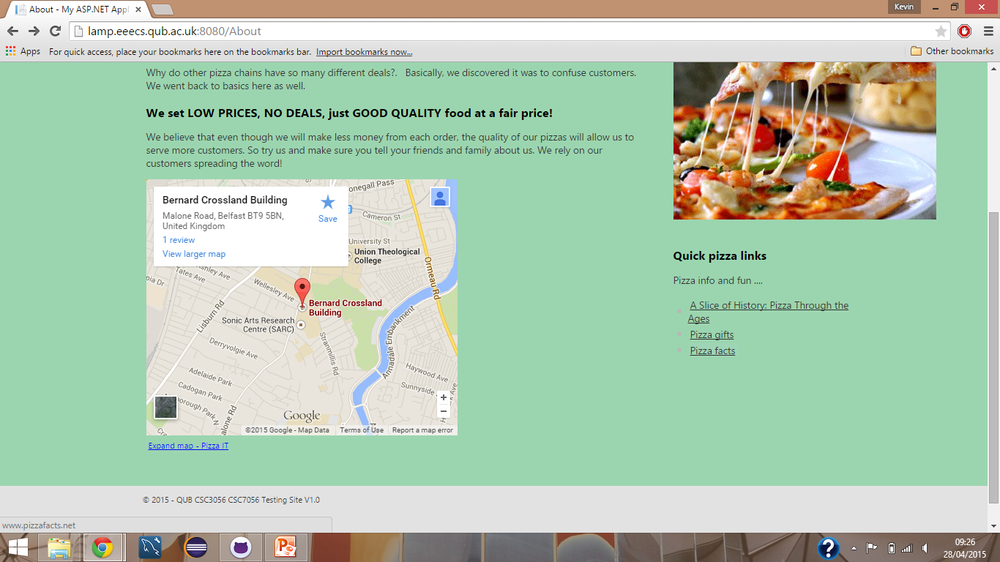 About - My ASP.NET Appl
Kevin
lamp.eeecs.qub.ac.uk:8080/About
Apps
For quick access, place your bookmarks here on the bookmarks bar. Import bookmarks now...
Other bookmarks
Why do other pizza chains have so many different deals?. Basically, we discovered it was to confuse customers.
We went back to basics here as well.
We set LOW PRICES, NO DEALS, just GOOD QUALITY food at a fair price!
We believe that even though we will make less money from each order, the quality of our pizzas will allow us to
serve more customers. So try us and make sure you tell your friends and family about us. We rely on our
customers spreading the word!
Bernard Crossland Building
Malone Road, Belfast BT9 5BN,
United Kingdom
1 review
View larger map
Save
onegall Pass
Cameron St
University St
Union Theological
College
Ormeau Rd
Ashley Ave
Tates Ave
pia Dr
Wellesley Ave
Lisburn Rd
Bernard Crossland
Building
Sonic Arts Research
Centre (SARC)
Derryvolgie Ave
Stranmillis Rd
Annadale Embankment
Haywood Ave
Sunnyside
Adelaide Park
Cadogan Park
borough Park N
alone Rd
Google
©2015 Google - Map Data
Terms of Use
Report a map error
Expand map - Pizza IT
Quick pizza links
Pizza info and fun ....
A Slice of History: Pizza Through the
Ages
Pizza gifts
Pizza facts
© 2015 - QUB CSC3056 CSC7056 Testing Site V1.0
www.pizzafacts.net
09:26
28/04/2015